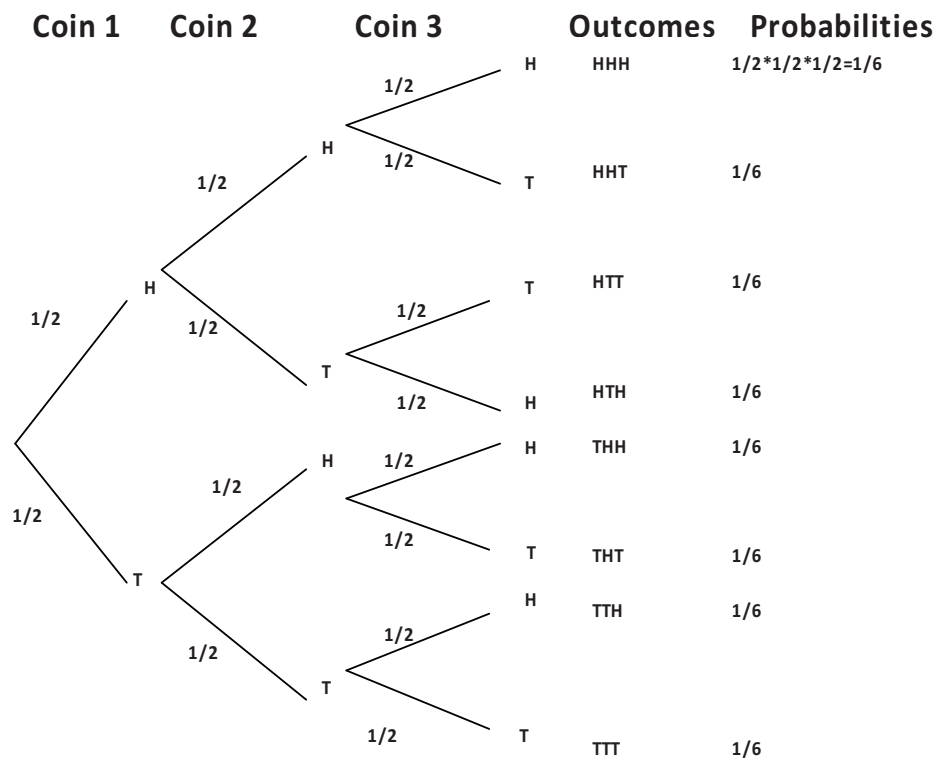 Coin 1 Coin 2 Coin 3 Outcomes Probabilities
H HHH 1/2*1/2*1/2=1/6
1/2
H
1/2
1/2 T HHT 1/6
H
T HTT 1/6
1/2
1/2
1/2
T
1/2 H HTH 1/6
H THH 1/6
H
1/2
1/2
1/2
1/2
T THT 1/6
T
H TTH 1/6
1/2
1/2
T
1/2 T
TTT 1/6